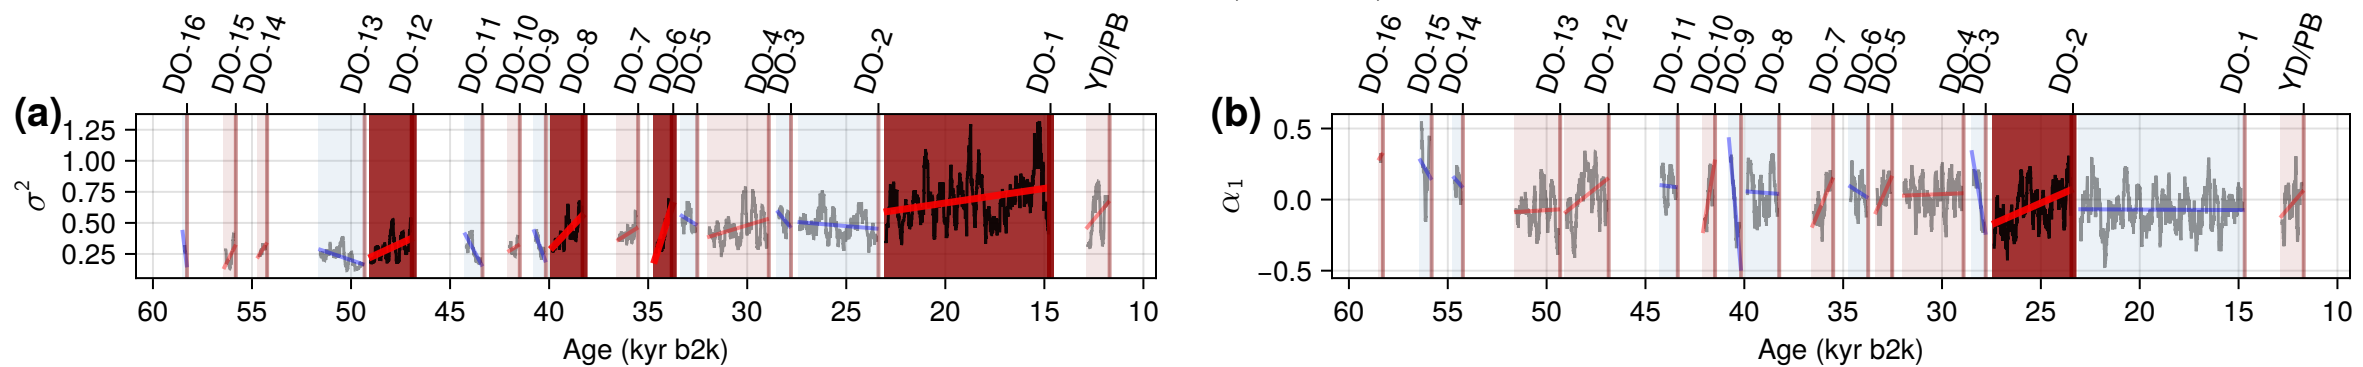 DO-16 DO-15 DO-14 DO-13 DO-12 DO-11 DO-10 DO-9 DO-8 DO-7 DO-6 DO-5 DO-4 DO-3 DO-2 DO-1 YD/PB
(a)
1.25
1.00
0.75
0.50
0.25
σ²
60 55 50 45 40 35 30 25 20 15 10
Age (kyr b2k)
DO-16 DO-15 DO-14 DO-13 DO-12 DO-11 DO-10 DO-9 DO-8 DO-7 DO-6 DO-5 DO-4 DO-3 DO-2 DO-1 YD/PB
(b)
0.5
0.0
−0.5
α₁
60 55 50 45 40 35 30 25 20 15 10
Age (kyr b2k)